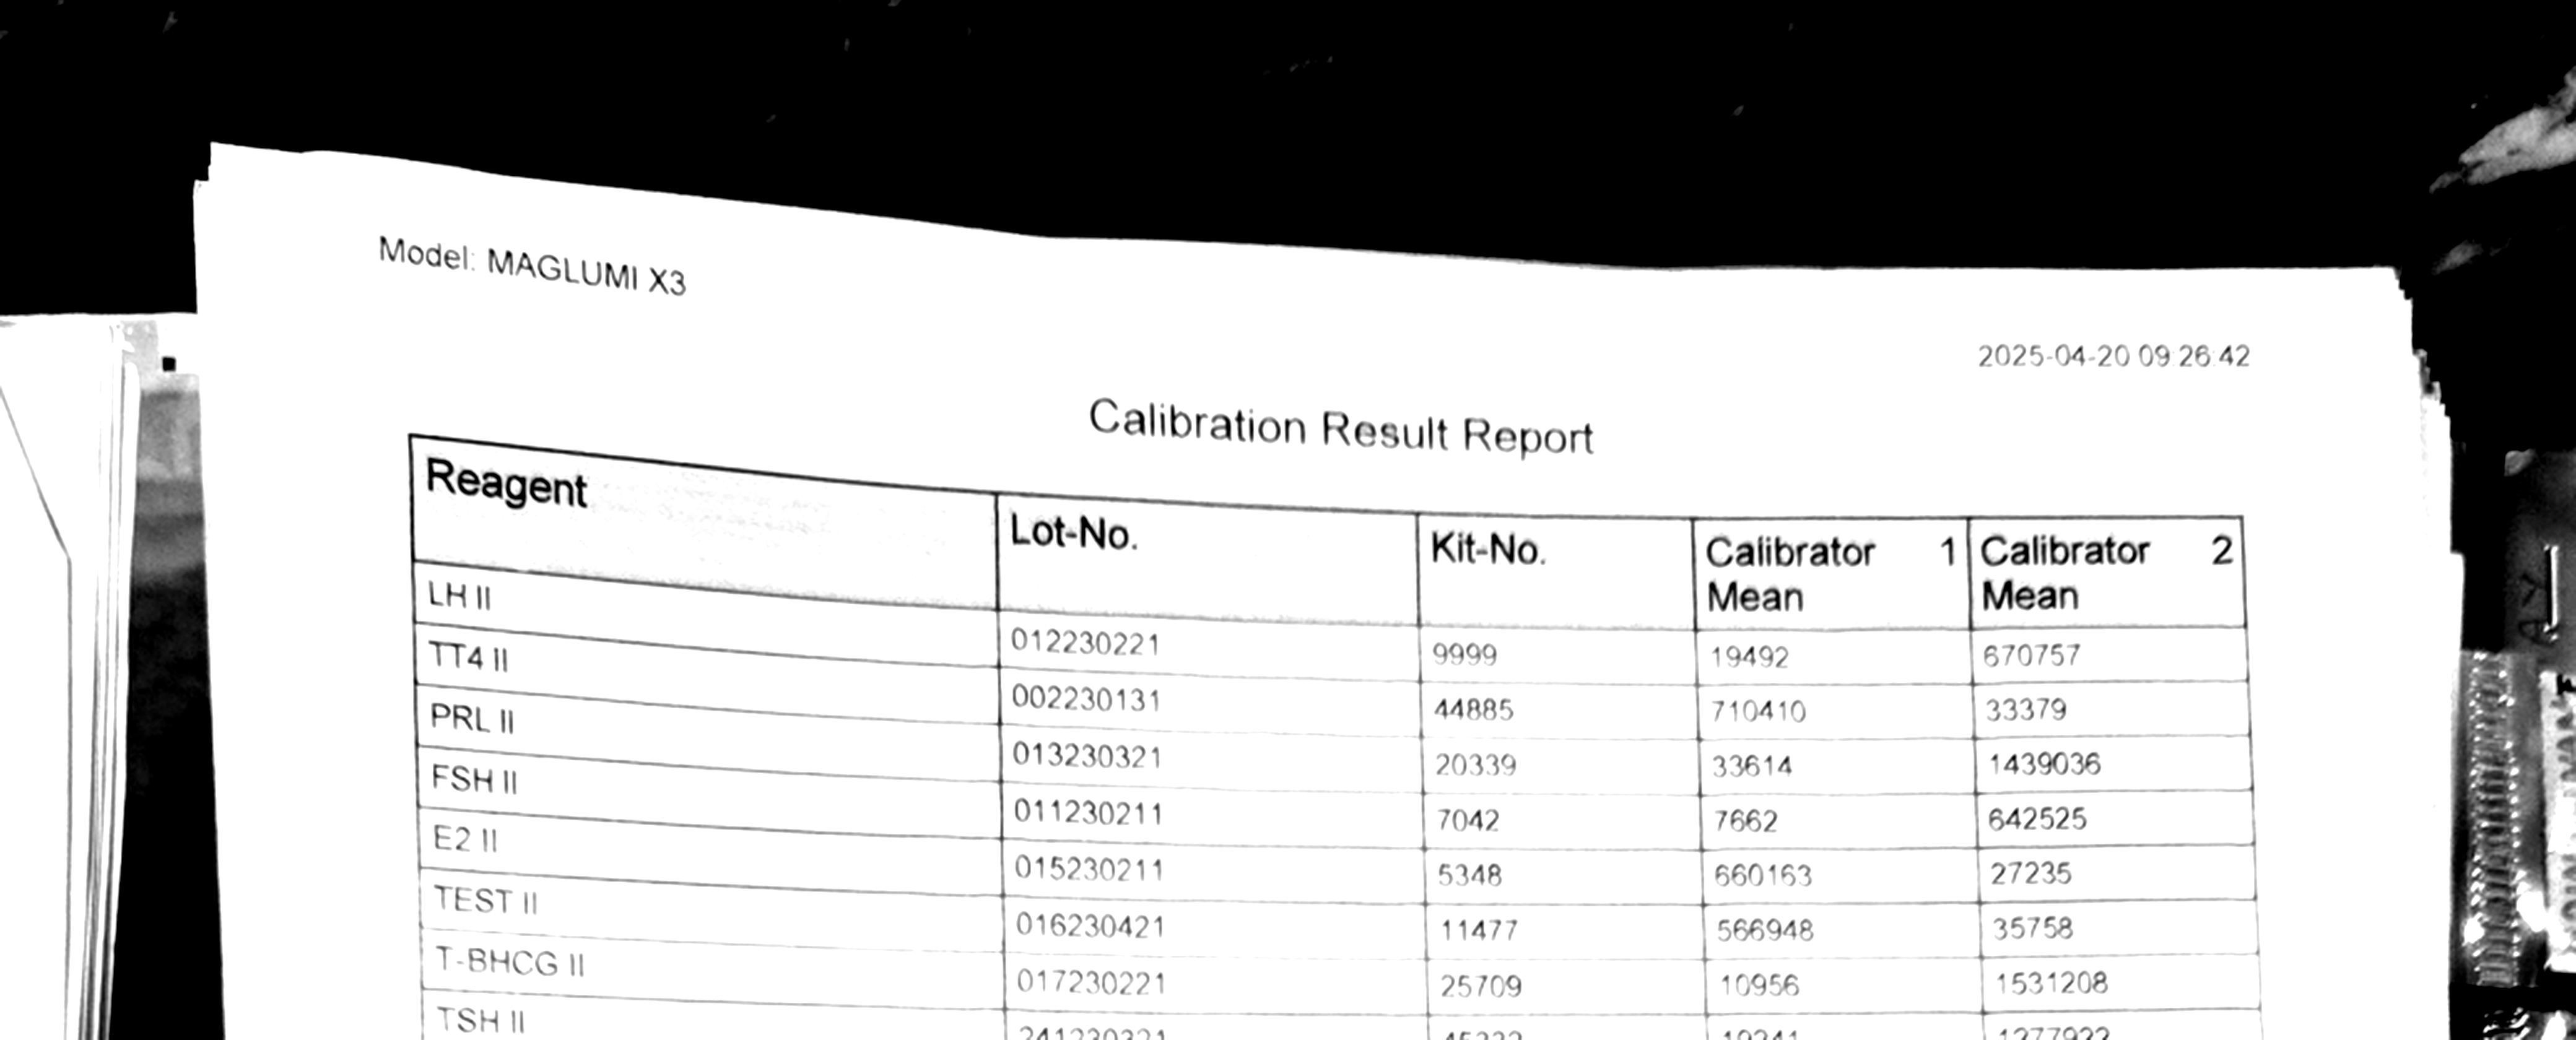 Model: MAGLUMI X3
2025-04-20 09:26:42
Calibration Result Report
Reagent Lot-No. Kit-No. Calibrator 1 Mean Calibrator 2 Mean
LH II 012230221 9999 19492 670757
TT4 II 002230131 44885 710410 33379
PRL II 013230321 20339 33614 1439036
FSH II 011230211 7042 7662 642525
E2 II 015230211 5348 660163 27235
TEST II 016230421 11477 566948 35758
T-BHCG II 017230221 25709 10956 1531208
TSH II